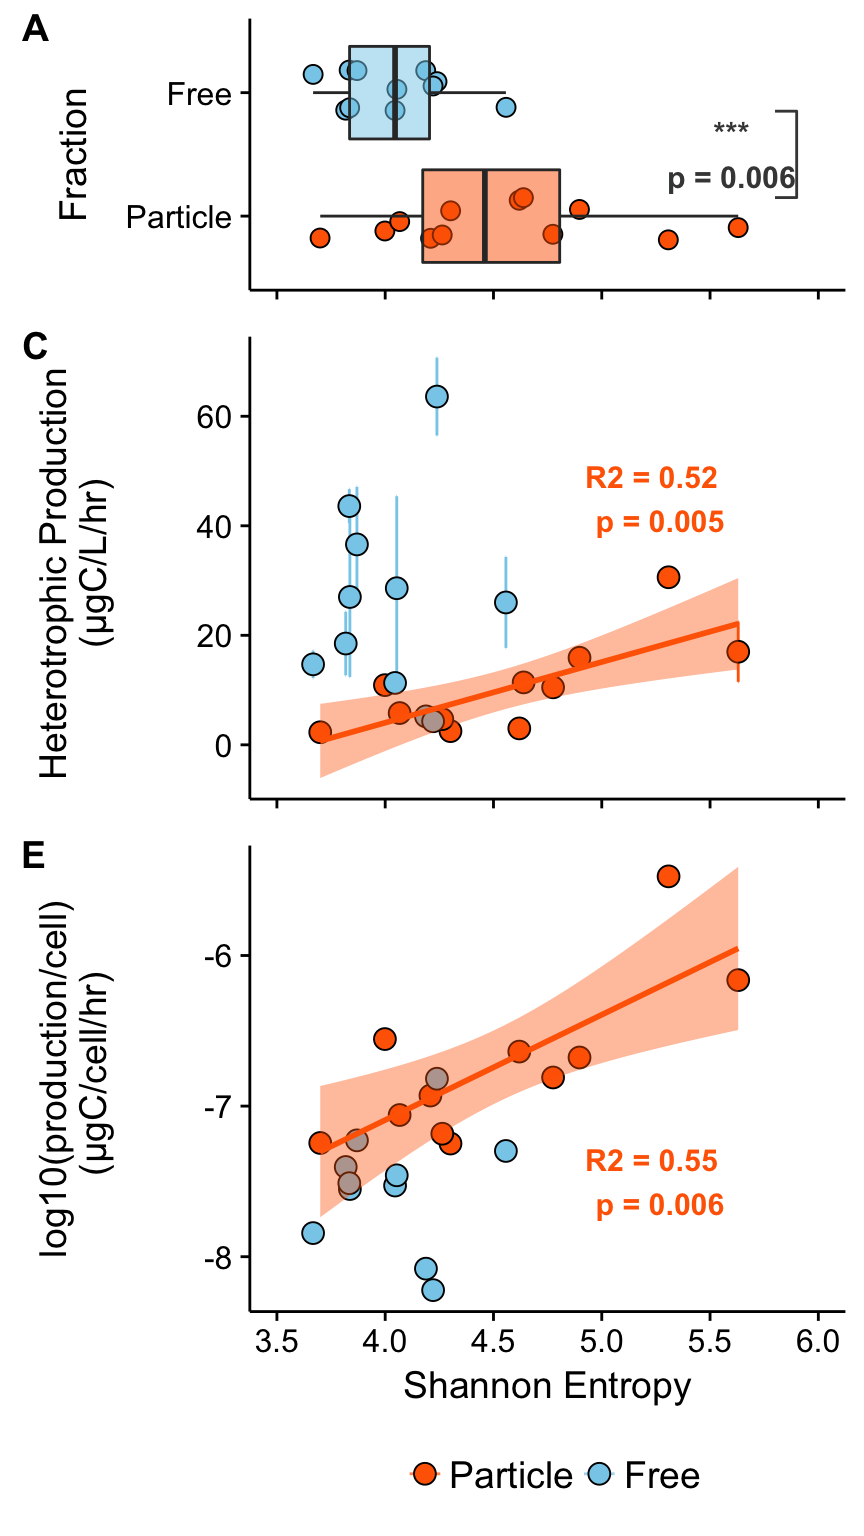 A
Fraction
Free
Particle
***
p = 0.006
C
Heterotrophic Production
(µgC/L/hr)
60
40
20
0
R2 = 0.52
p = 0.005
E
log10(production/cell)
(µgC/cell/hr)
-6
-7
-8
R2 = 0.55
p = 0.006
3.5 4.0 4.5 5.0 5.5 6.0
Shannon Entropy
Particle Free